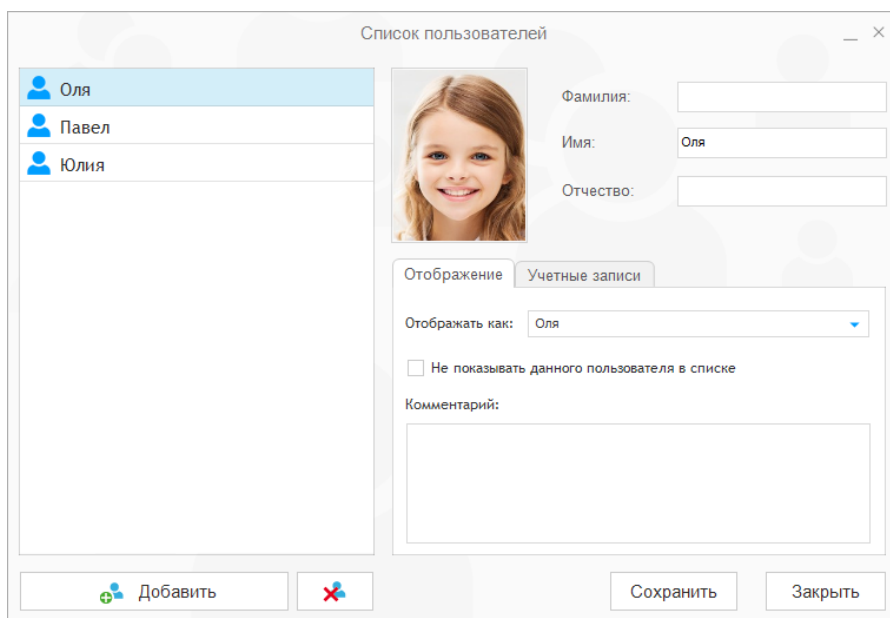 Список пользователей
Оля
Павел
Юлия
Фамилия:
Имя: Оля
Отчество:
Отображение Учетные записи
Отображать как: Оля
Не показывать данного пользователя в списке
Комментарий:
Добавить Сохранить Закрыть